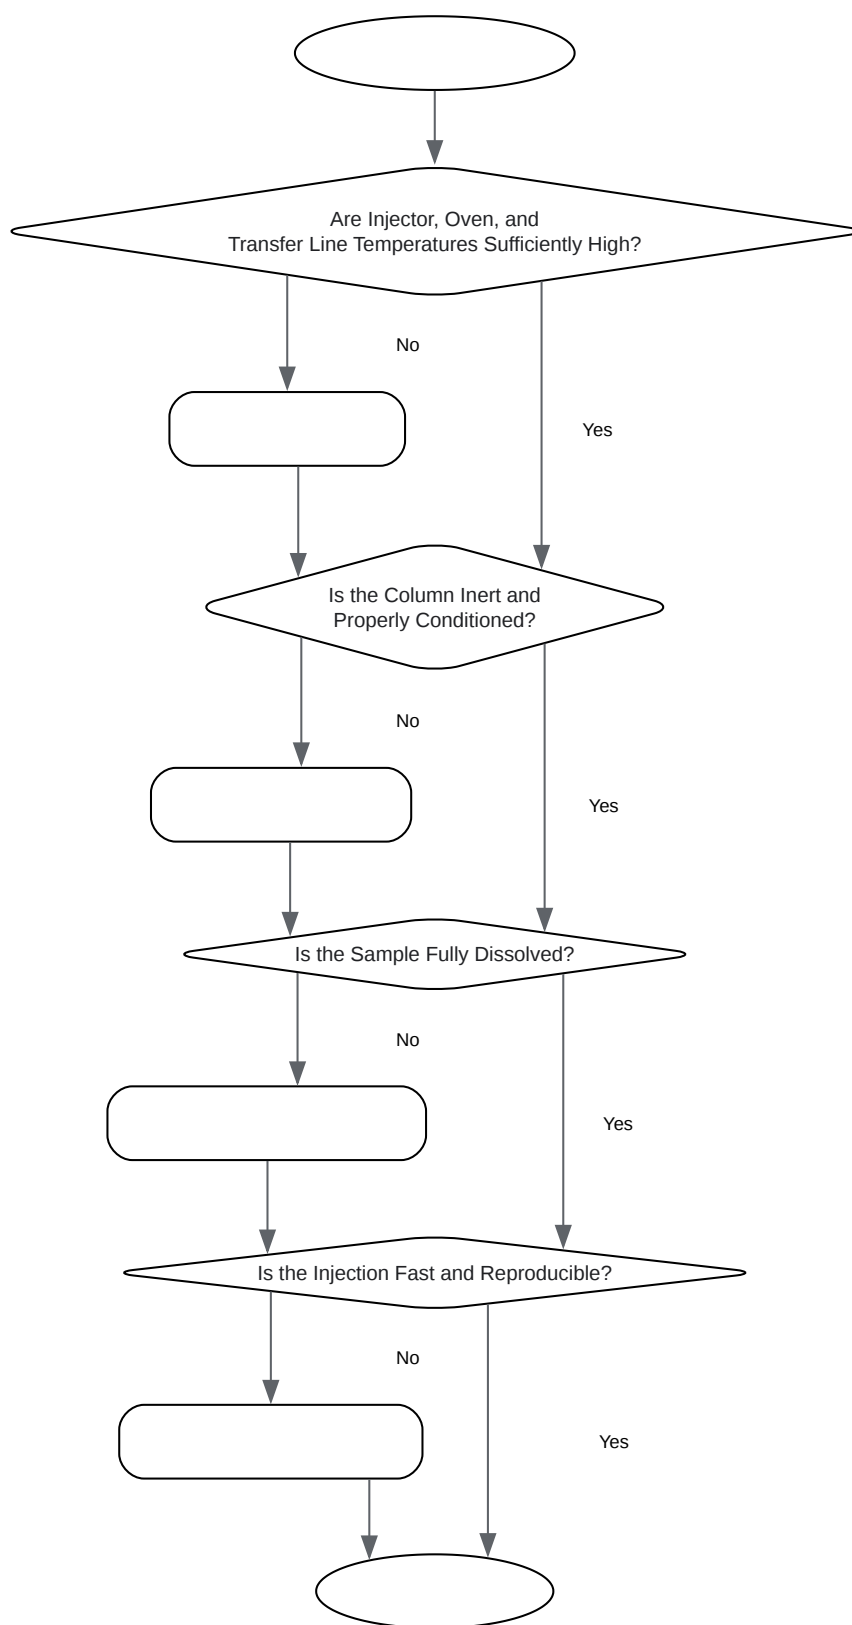 Are Injector, Oven, and
Transfer Line Temperatures Sufficiently High?
No
Yes
Is the Column Inert and
Properly Conditioned?
No
Yes
Is the Sample Fully Dissolved?
No
Yes
Is the Injection Fast and Reproducible?
No
Yes